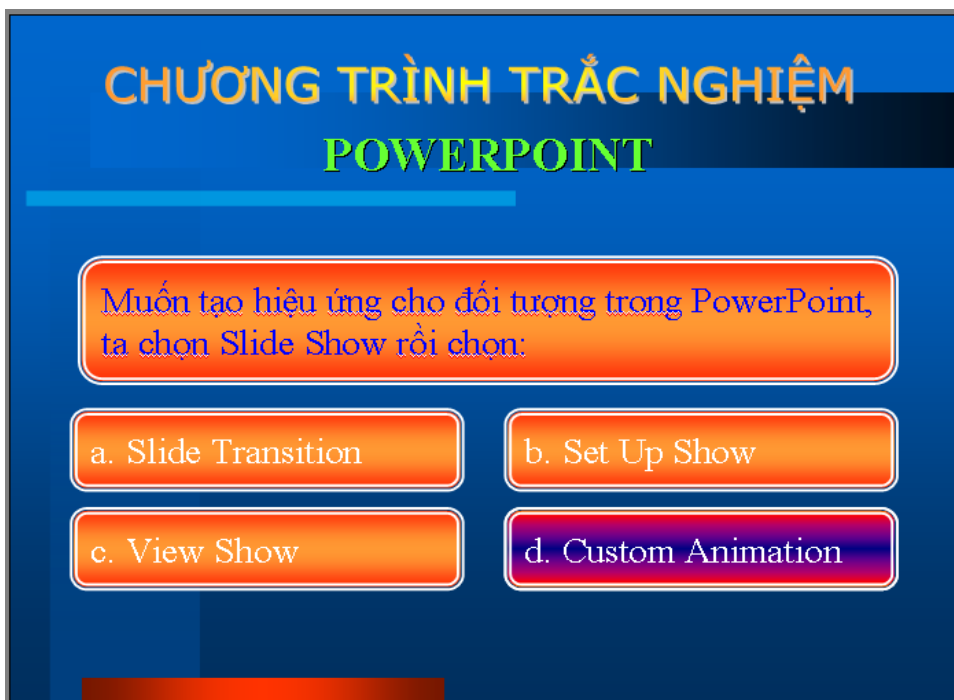 CHƯƠNG TRÌNH TRẮC NGHIỆM
POWERPOINT
Muốn tạo hiệu ứng cho đối tượng trong PowerPoint,
ta chọn Slide Show rồi chọn:
a. Slide Transition
b. Set Up Show
c. View Show
d. Custom Animation